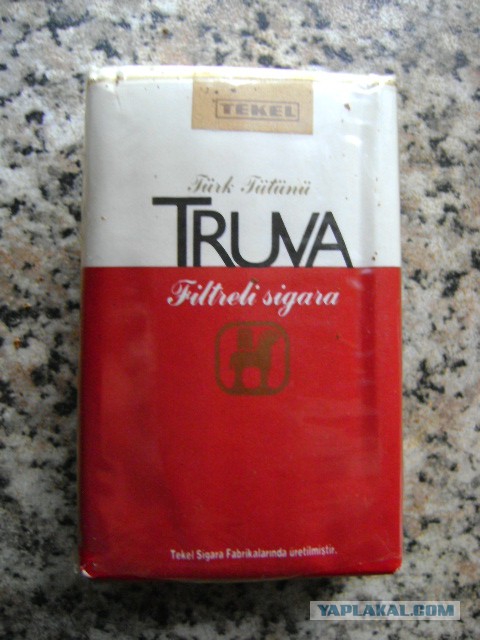 TEKEL
Türk Tütünü
TRUVA
Filtreli sigara
Tekel Sigara Fabrikalarında üretilmiştir.
YAPLAKAL.COM